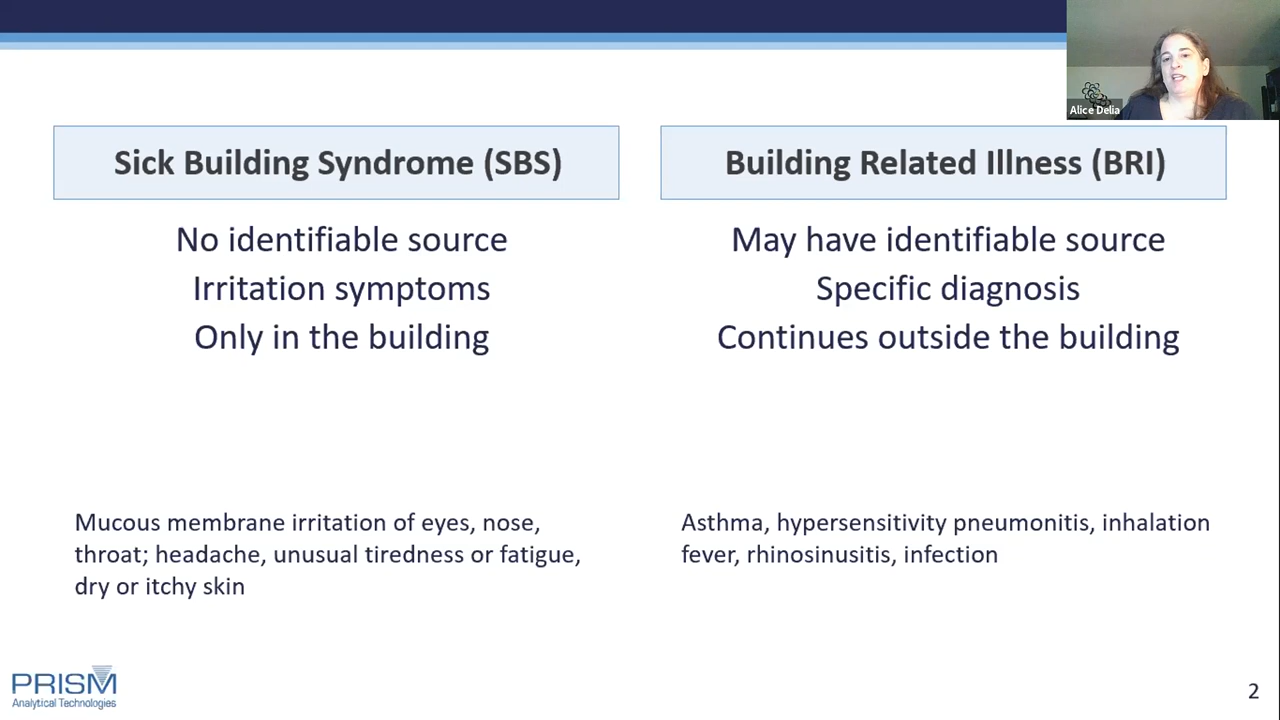 Alice Delia
Sick Building Syndrome (SBS)
No identifiable source
Irritation symptoms
Only in the building
Mucous membrane irritation of eyes, nose,
throat; headache, unusual tiredness or fatigue,
dry or itchy skin
Building Related Illness (BRI)
May have identifiable source
Specific diagnosis
Continues outside the building
Asthma, hypersensitivity pneumonitis, inhalation
fever, rhinosinusitis, infection
PRISM
Analytical Technologies
2